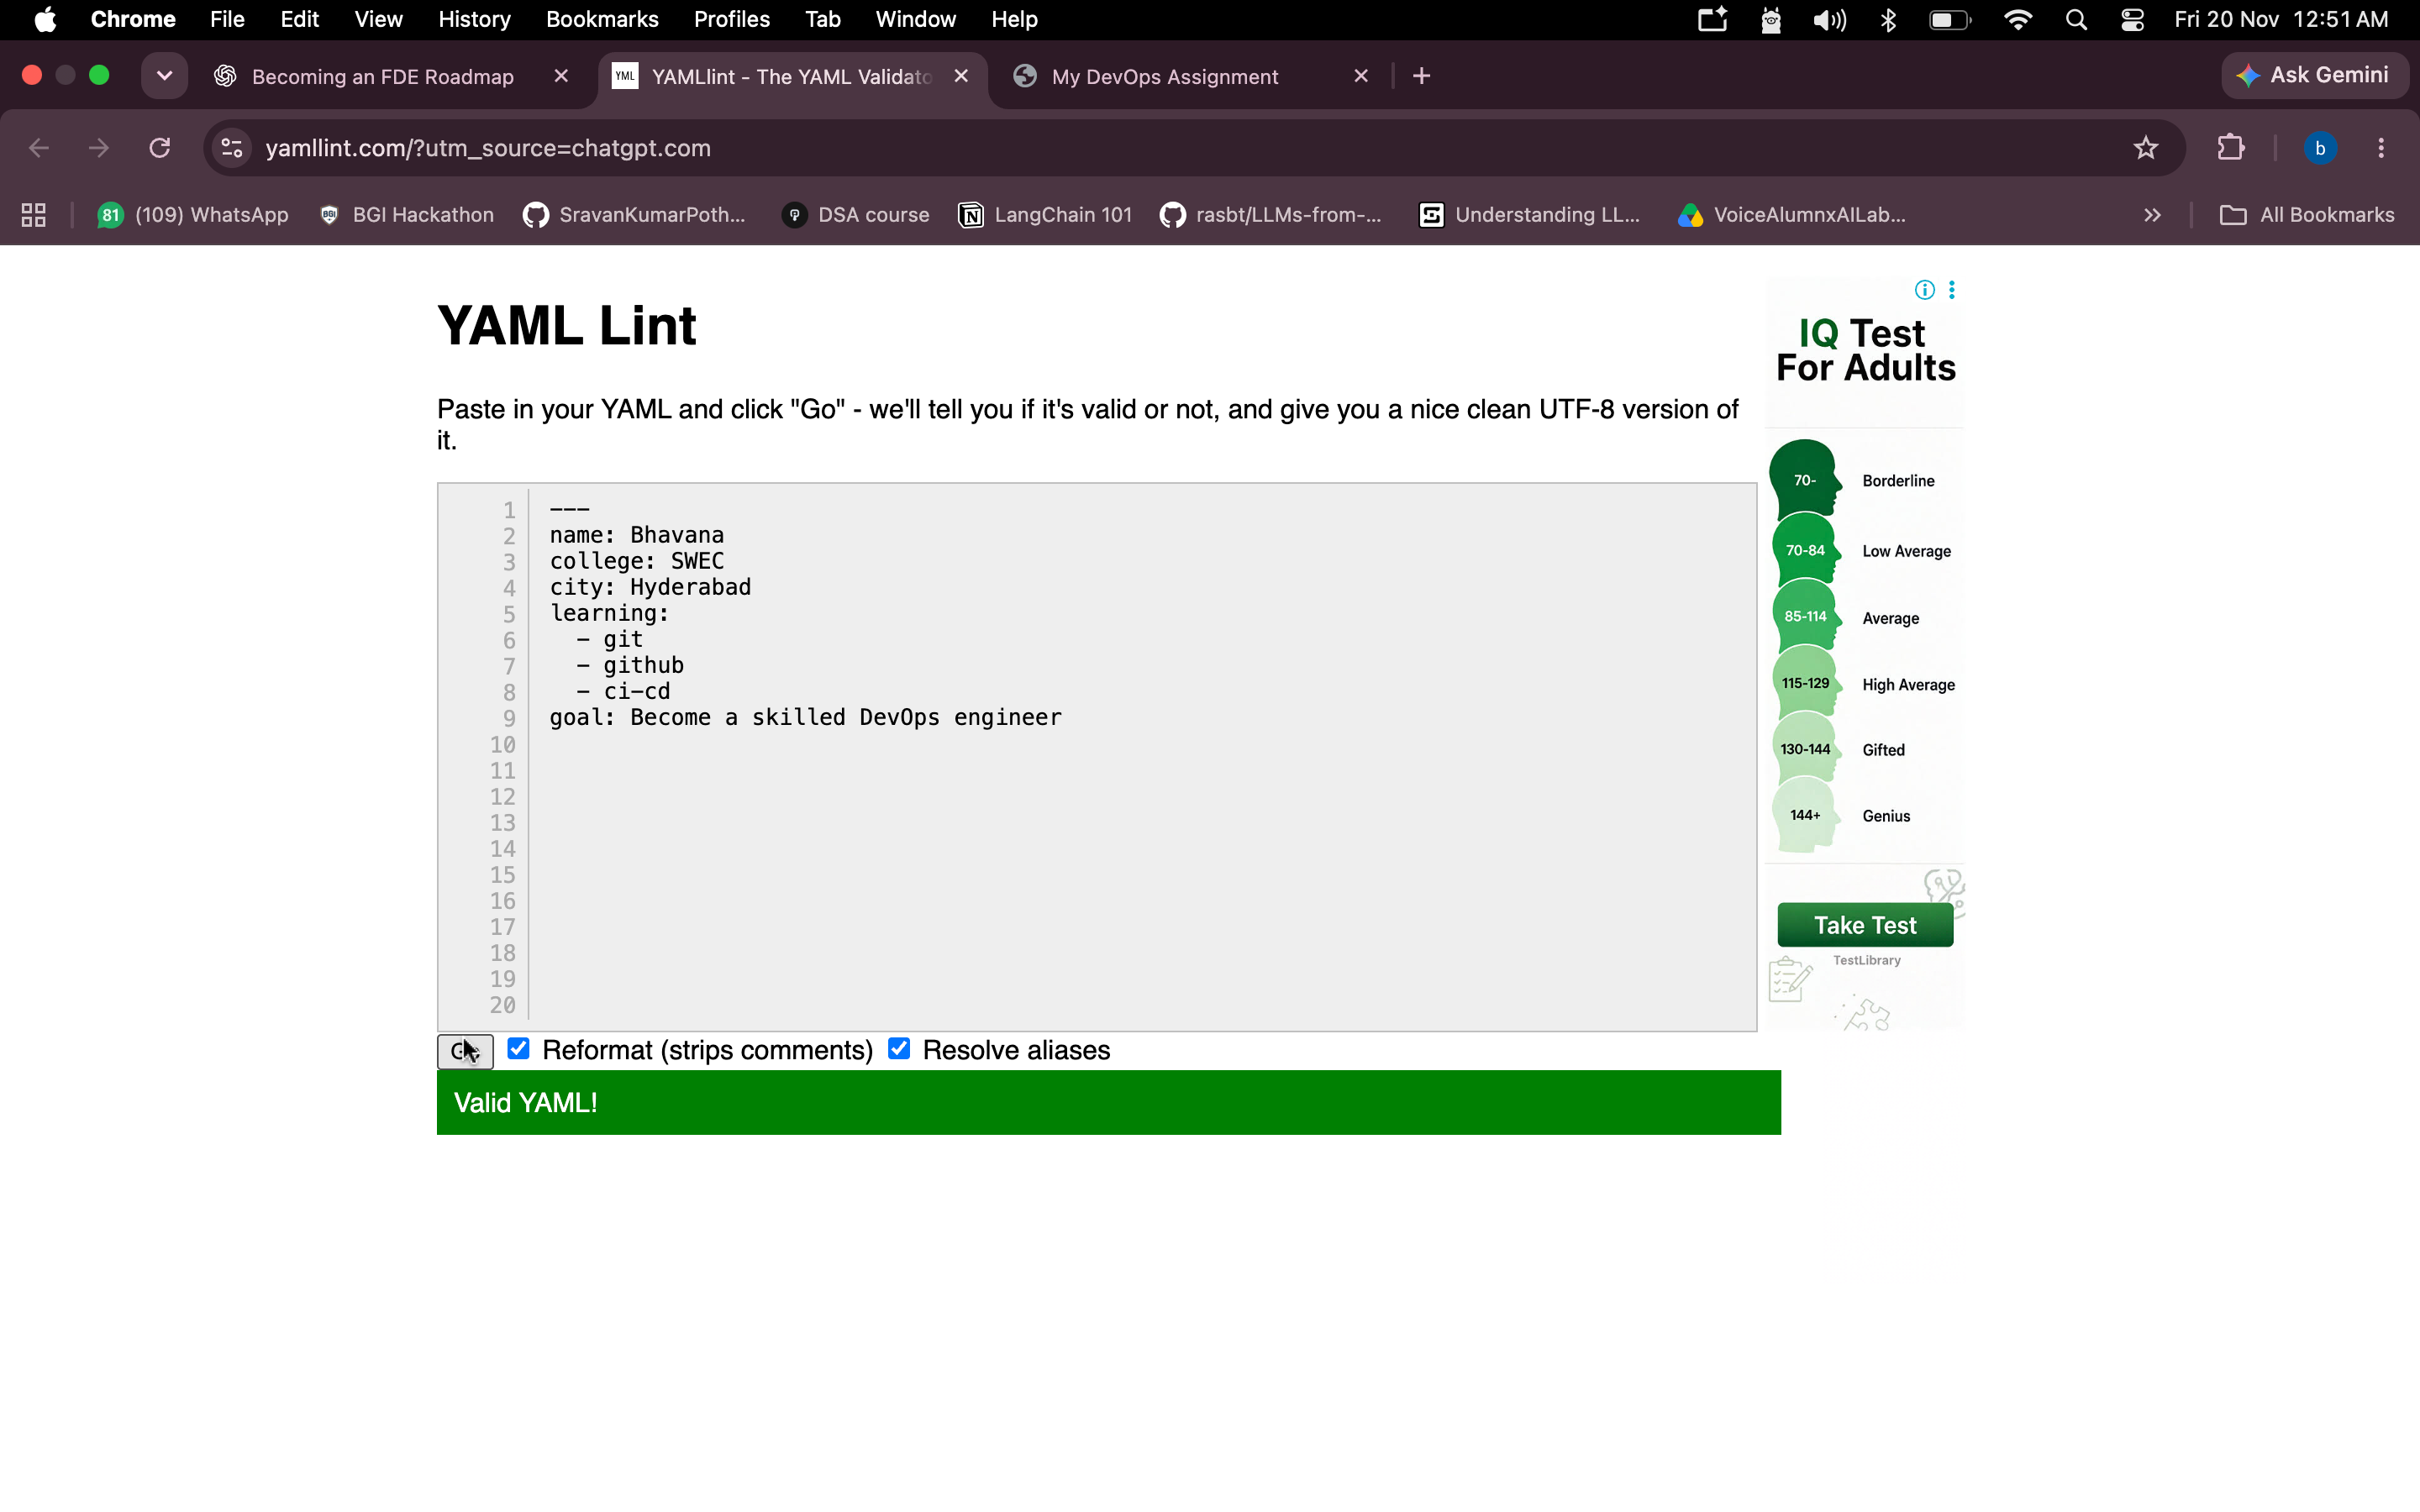 Chrome File Edit View History Bookmarks Profiles Tab Window Help Fri 20 Nov 12:51 AM
Becoming an FDE Roadmap YML YAMLlint - The YAML Validato My DevOps Assignment Ask Gemini
yamllint.com/?utm_source=chatgpt.com b
81 (109) WhatsApp BGI BGI Hackathon SravanKumarPoth... DSA course LangChain 101 rasbt/LLMs-from-... Understanding LL... VoiceAlumnxAILab... All Bookmarks
YAML Lint
Paste in your YAML and click "Go" - we'll tell you if it's valid or not, and give you a nice clean UTF-8 version of
it.
1 ---
2 name: Bhavana
3 college: SWEC
4 city: Hyderabad
5 learning:
6 - git
7 - github
8 - ci-cd
9 goal: Become a skilled DevOps engineer
10
11
12
13
14
15
16
17
18
19
20
Reformat (strips comments) Resolve aliases
Valid YAML!
IQ Test
For Adults
70- Borderline
70-84 Low Average
85-114 Average
115-129 High Average
130-144 Gifted
144+ Genius
Take Test
TestLibrary